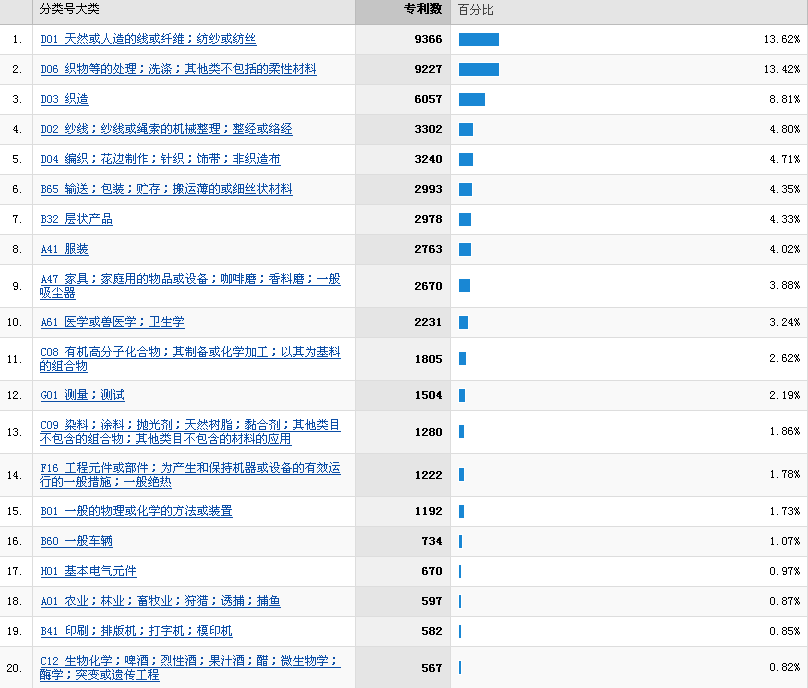 分类号大类 专利数 百分比
1. D01 天然或人造的线或纤维；纺纱或纺丝 9366 13.62%
2. D06 织物等的处理；洗涤；其他类不包括的柔性材料 9227 13.42%
3. D03 织造 6057 8.81%
4. D02 纱线；纱线或绳索的机械整理；整经或络经 3302 4.80%
5. D04 编织；花边制作；针织；饰带；非织造布 3240 4.71%
6. B65 输送；包装；贮存；搬运薄的或细丝状材料 2993 4.35%
7. B32 层状产品 2978 4.33%
8. A41 服装 2763 4.02%
9. A47 家具；家庭用的物品或设备；咖啡磨；香料磨；一般 2670 3.88%
吸尘器
10. A61 医学或兽医学；卫生学 2231 3.24%
11. C08 有机高分子化合物；其制备或化学加工；以其为基料 1805 2.62%
的组合物
12. G01 测量；测试 1504 2.19%
13. C09 染料；涂料；抛光剂；天然树脂；黏合剂；其他类目 1280 1.86%
不包含的组合物；其他类目不包含的材料的应用
14. F16 工程元件或部件；为产生和保持机器或设备的有效运 1222 1.78%
行的一般措施；一般绝热
15. B01 一般的物理或化学的方法或装置 1192 1.73%
16. B60 一般车辆 734 1.07%
17. H01 基本电气元件 670 0.97%
18. A01 农业；林业；畜牧业；狩猎；诱捕；捕鱼 597 0.87%
19. B41 印刷；排版机；打字机；模印机 582 0.85%
20. C12 生物化学；啤酒；烈性酒；果汁酒；醋；微生物学； 567 0.82%
酶学；突变或遗传工程